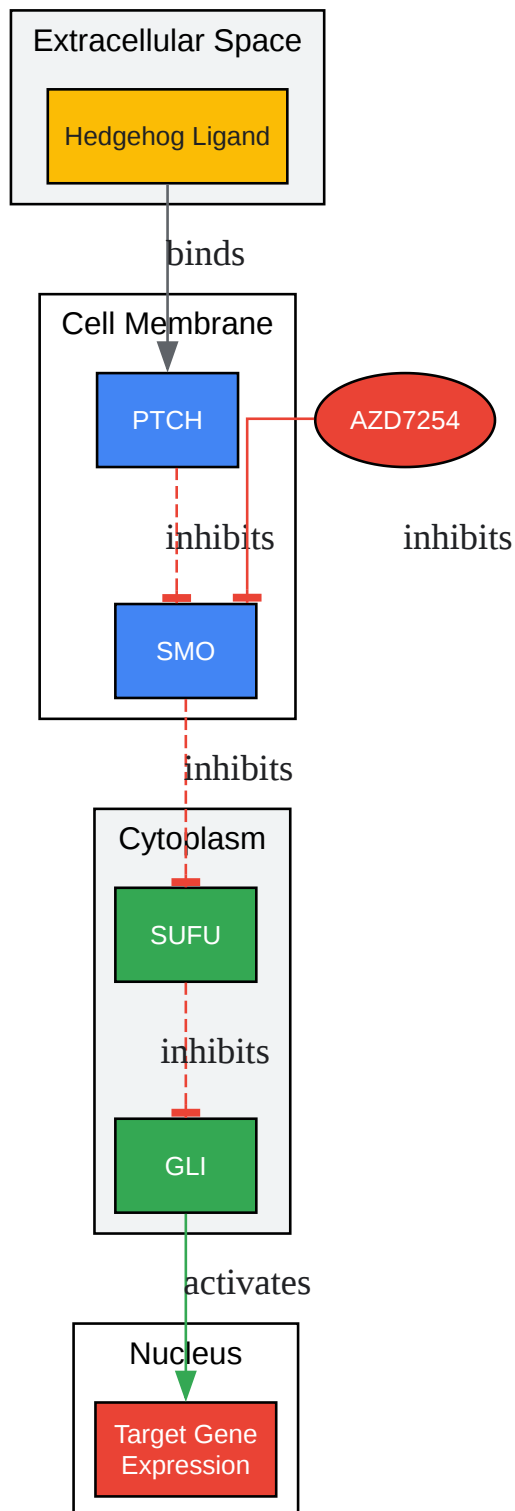 Extracellular Space
Hedgehog Ligand
binds
Cell Membrane
PTCH
AZD7254
inhibits
inhibits
SMO
inhibits
Cytoplasm
SUFU
inhibits
GLI
activates
Nucleus
Target Gene
Expression